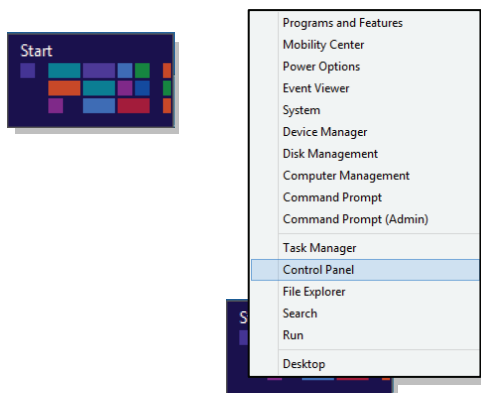 Start
Programs and Features
Mobility Center
Power Options
Event Viewer
System
Device Manager
Disk Management
Computer Management
Command Prompt
Command Prompt (Admin)
Task Manager
Control Panel
File Explorer
Search
Run
Desktop